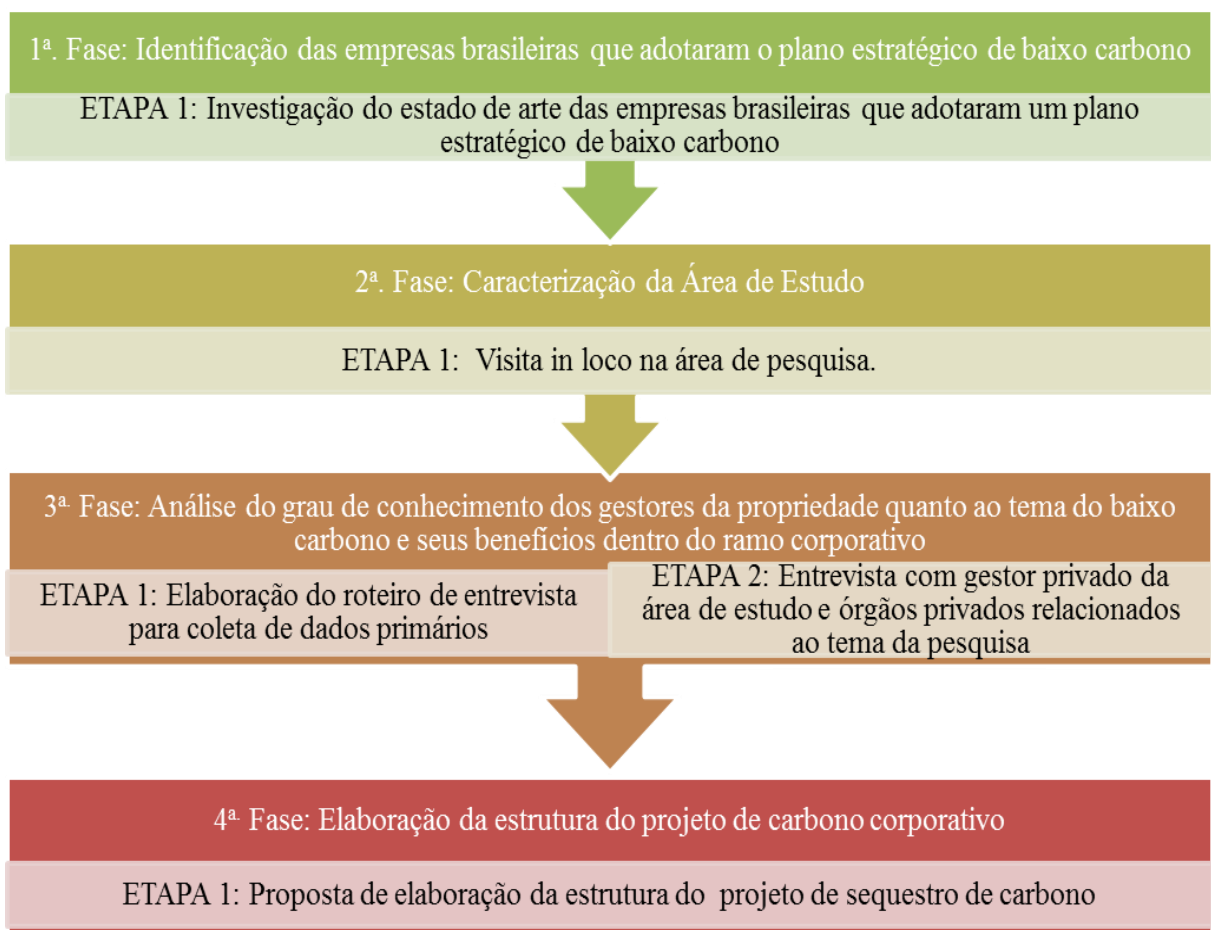 1ª. Fase: Identificação das empresas brasileiras que adotaram o plano estratégico de baixo carbono
ETAPA 1: Investigação do estado de arte das empresas brasileiras que adotaram um plano
estratégico de baixo carbono
2ª. Fase: Caracterização da Área de Estudo
ETAPA 1: Visita in loco na área de pesquisa.
3ª. Fase: Análise do grau de conhecimento dos gestores da propriedade quanto ao tema do baixo
carbono e seus benefícios dentro do ramo corporativo
ETAPA 1: Elaboração do roteiro de entrevista
para coleta de dados primários
ETAPA 2: Entrevista com gestor privado da
área de estudo e órgãos privados relacionados
ao tema da pesquisa
4ª. Fase: Elaboração da estrutura do projeto de carbono corporativo
ETAPA 1: Proposta de elaboração da estrutura do projeto de sequestro de carbono